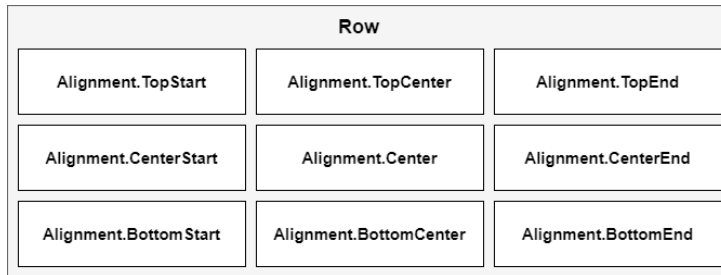 Row
Alignment.TopStart Alignment.TopCenter Alignment.TopEnd
Alignment.CenterStart Alignment.Center Alignment.CenterEnd
Alignment.BottomStart Alignment.BottomCenter Alignment.BottomEnd